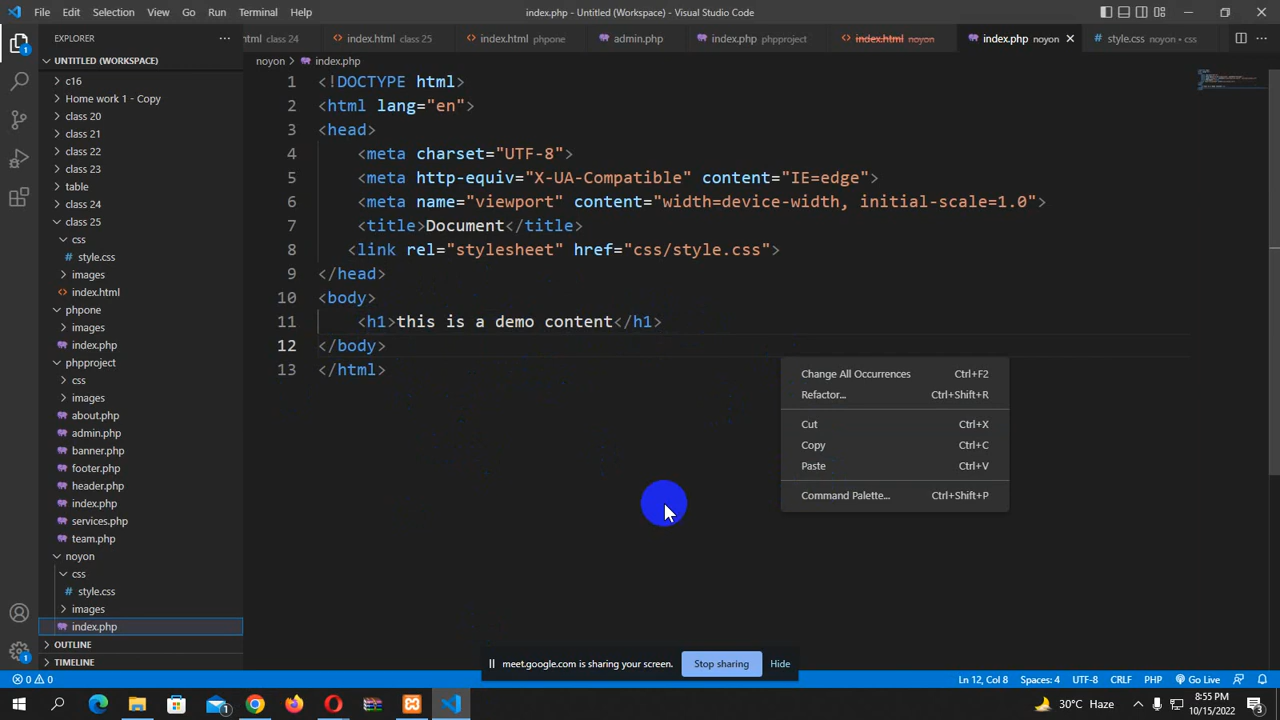 File Edit Selection View Go Run Terminal Help
index.php - Untitled (Workspace) - Visual Studio Code
EXPLORER
html class 24
index.html class 25
index.html phpone
admin.php
index.php phpproject
index.html noyon
index.php noyon
style.css noyon • css
UNTITLED (WORKSPACE)
c16
Home work 1 - Copy
class 20
class 21
class 22
class 23
table
class 24
class 25
css
style.css
images
index.html
phpone
images
index.php
phpproject
css
images
about.php
admin.php
banner.php
footer.php
header.php
index.php
services.php
team.php
noyon
css
style.css
images
index.php
OUTLINE
TIMELINE
noyon > index.php
1 <!DOCTYPE html>
2 <html lang="en">
3 <head>
4 <meta charset="UTF-8">
5 <meta http-equiv="X-UA-Compatible" content="IE=edge">
6 <meta name="viewport" content="width=device-width, initial-scale=1.0">
7 <title>Document</title>
8 <link rel="stylesheet" href="css/style.css">
9 </head>
10 <body>
11 <h1>this is a demo content</h1>
12 </body>
13 </html>
Change All Occurrences Ctrl+F2
Refactor... Ctrl+Shift+R
Cut Ctrl+X
Copy Ctrl+C
Paste Ctrl+V
Command Palette... Ctrl+Shift+P
meet.google.com is sharing your screen. Stop sharing Hide
0 0
Ln 12, Col 8 Spaces: 4 UTF-8 CRLF PHP Go Live
30°C Haze
8:55 PM
10/15/2022